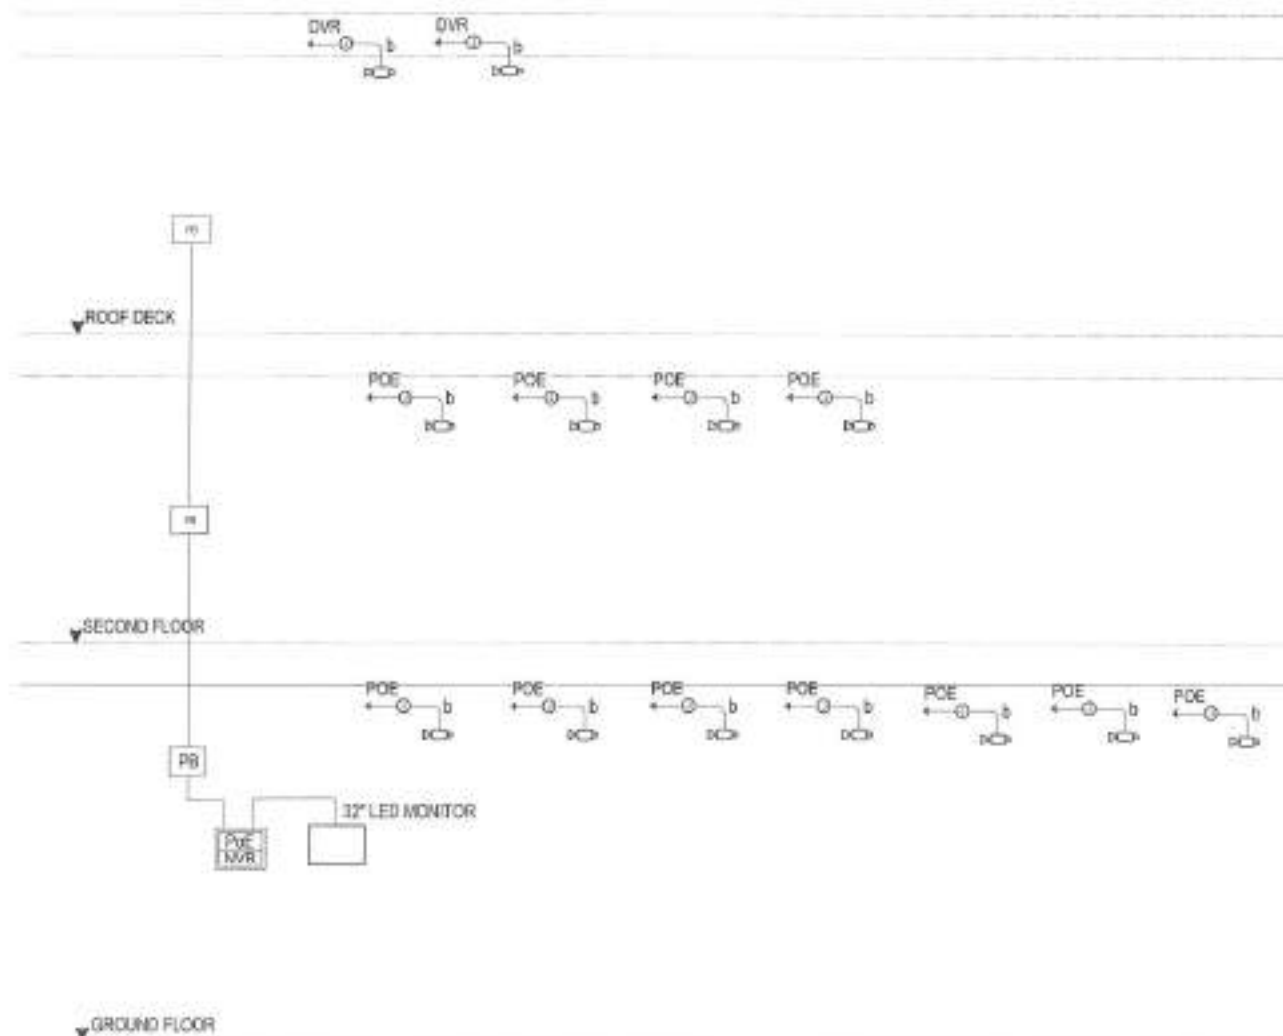 DVR DVR
b b
ROOF DECK
POE POE POE POE
b b b b
SECOND FLOOR
POE POE POE POE POE POE POE
b b b b b b b
PB
32" LED MONITOR
PoE
NVR
GROUND FLOOR